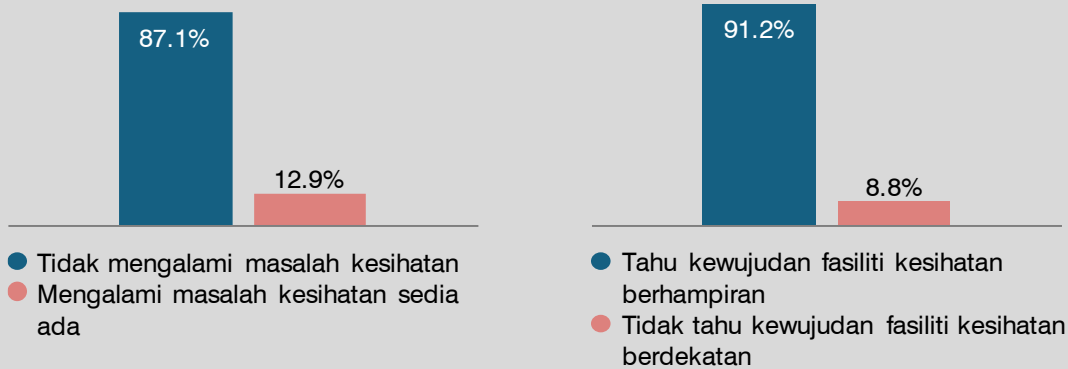 87.1%
12.9%
Tidak mengalami masalah kesihatan
Mengalami masalah kesihatan sedia
ada
91.2%
8.8%
Tahu kewujudan fasiliti kesihatan
berhampiran
Tidak tahu kewujudan fasiliti kesihatan
berdekatan